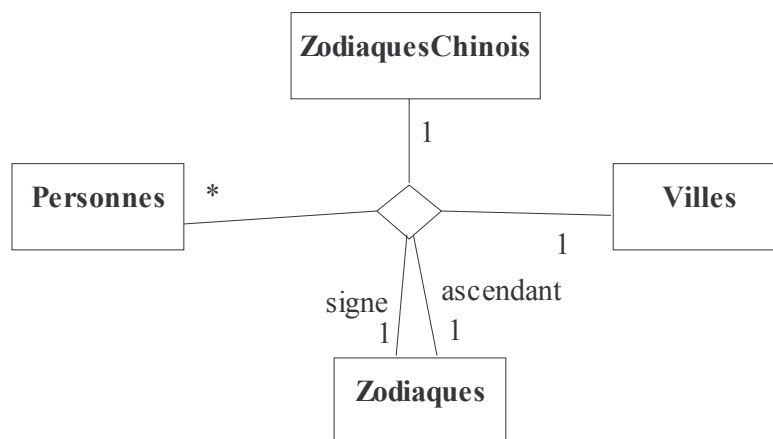 ZodiaquesChinois
1
Personnes
*
Villes
1
signe
ascendant
1
1
Zodiaques